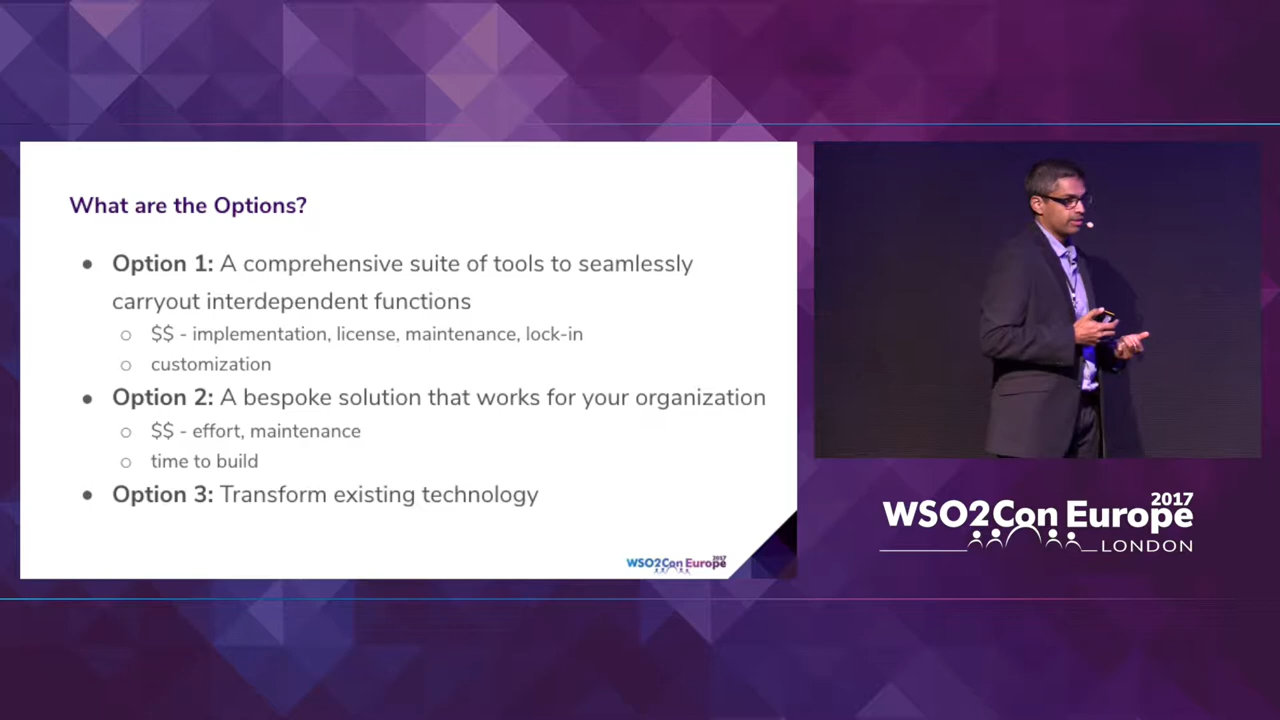 What are the Options?
● Option 1: A comprehensive suite of tools to seamlessly
carryout interdependent functions
○ $$ - implementation, license, maintenance, lock-in
○ customization
● Option 2: A bespoke solution that works for your organization
○ $$ - effort, maintenance
○ time to build
● Option 3: Transform existing technology
WSO2Con Europe 2017
WSO2Con Europe 2017
LONDON